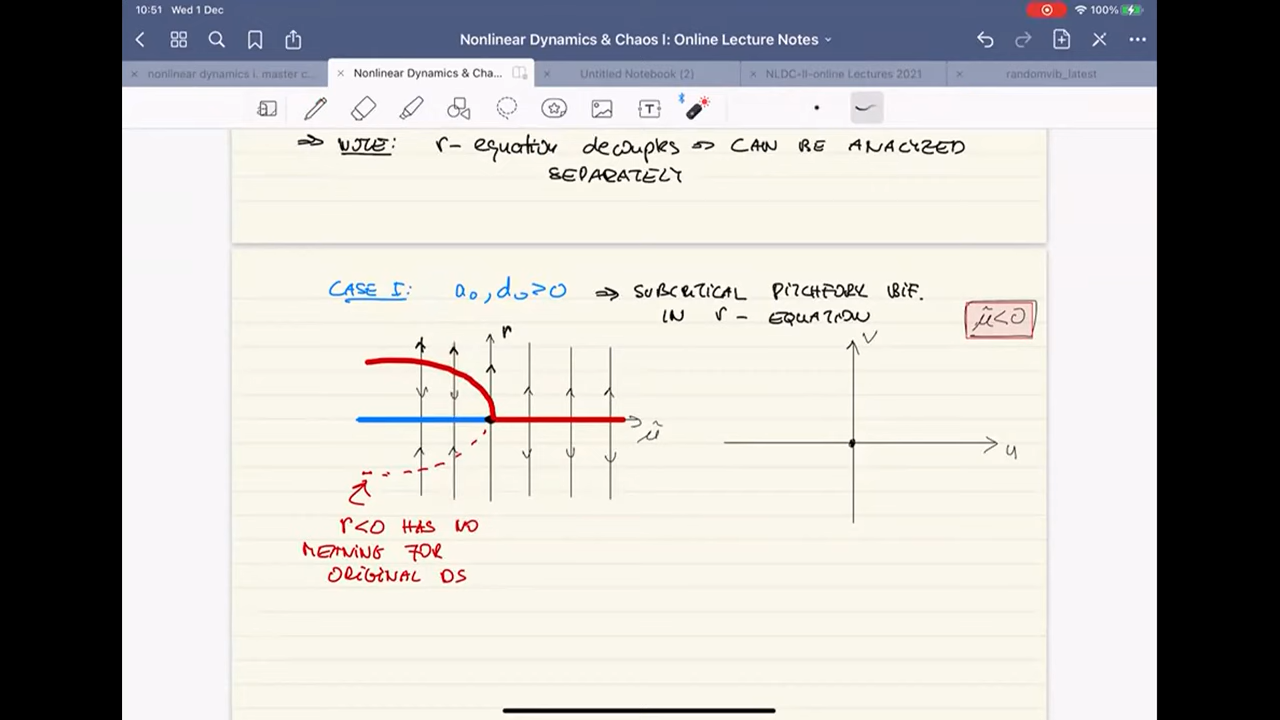 10:51 Wed 1 Dec
100%
Nonlinear Dynamics & Chaos I: Online Lecture Notes
nonlinear dynamics i. master c...
Nonlinear Dynamics & Cha...
Untitled Notebook (2)
NLDC-II-online Lectures 2021
randomvib_latest
⇒ NOTE: r- equation decouples ⇒ CAN BE ANALYZED
SEPARATELY
CASE I: a₀, d₀>0 ⇒ SUBCRITICAL PITCHFORK BIF.
IN r- EQUATION
μ̃<0
r
V
μ̃
u
r<0 HAS NO
MEANING FOR
ORIGINAL DS